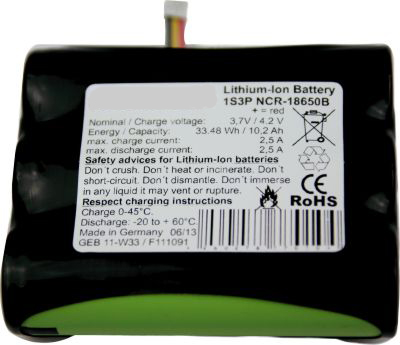 Lithium-Ion Battery
1S3P NCR-18650B
+ = red
Nominal / Charge voltage: 3,7V / 4,2 V
Energy / Capacity: 33.48 Wh / 10,2 Ah
max. charge current: 2,5 A
max. discharge current: 2,5 A
Safety advices for Lithium-Ion batteries
Don´t crush. Don´t heat or incinerate. Don´t
short-circuit. Don´t dismantle. Don´t immerse
in any liquid it may vent or rupture.
Respect charging instructions
Charge 0-45°C.
Discharge: -20 to + 60°C.
Made in Germany 06/13
GEB 11-W33 / F111091
CE
RoHS